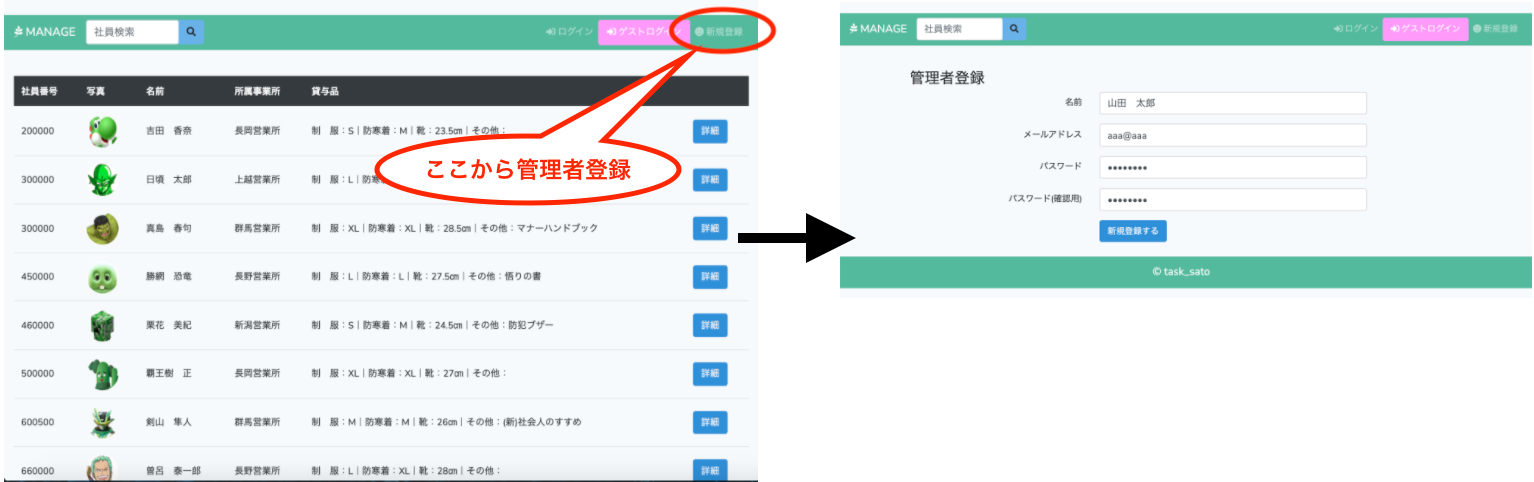 MANAGE 社員検索 ログイン ゲストログイン 新規登録
社員番号 写真 名前 所属事業所 貸与品
200000 吉田 香奈 長岡営業所 制 服：S｜防寒着：M｜靴：23.5㎝｜その他： 詳細
300000 日頃 太郎 上越営業所 制 服：L｜防寒 詳細
ここから管理者登録
300000 真島 春句 群馬営業所 制 服：XL｜防寒着：XL｜靴：28.5㎝｜その他：マナーハンドブック 詳細
450000 勝網 恐竜 長野営業所 制 服：L｜防寒着：L｜靴：27.5㎝｜その他：悟りの書 詳細
460000 栗花 美紀 新潟営業所 制 服：S｜防寒着：M｜靴：24.5㎝｜その他：防犯ブザー 詳細
500000 覇王樹 正 長岡営業所 制 服：XL｜防寒着：XL｜靴：27㎝｜その他： 詳細
600500 剣山 隼人 群馬営業所 制 服：M｜防寒着：M｜靴：26㎝｜その他：(新)社会人のすすめ 詳細
660000 曽呂 泰一郎 長野営業所 制 服：L｜防寒着：XL｜靴：28㎝｜その他： 詳細
MANAGE 社員検索 ログイン ゲストログイン 新規登録
管理者登録
名前 山田 太郎
メールアドレス aaa@aaa
パスワード ••••••••
パスワード(確認用) ••••••••
新規登録する
© task_sato